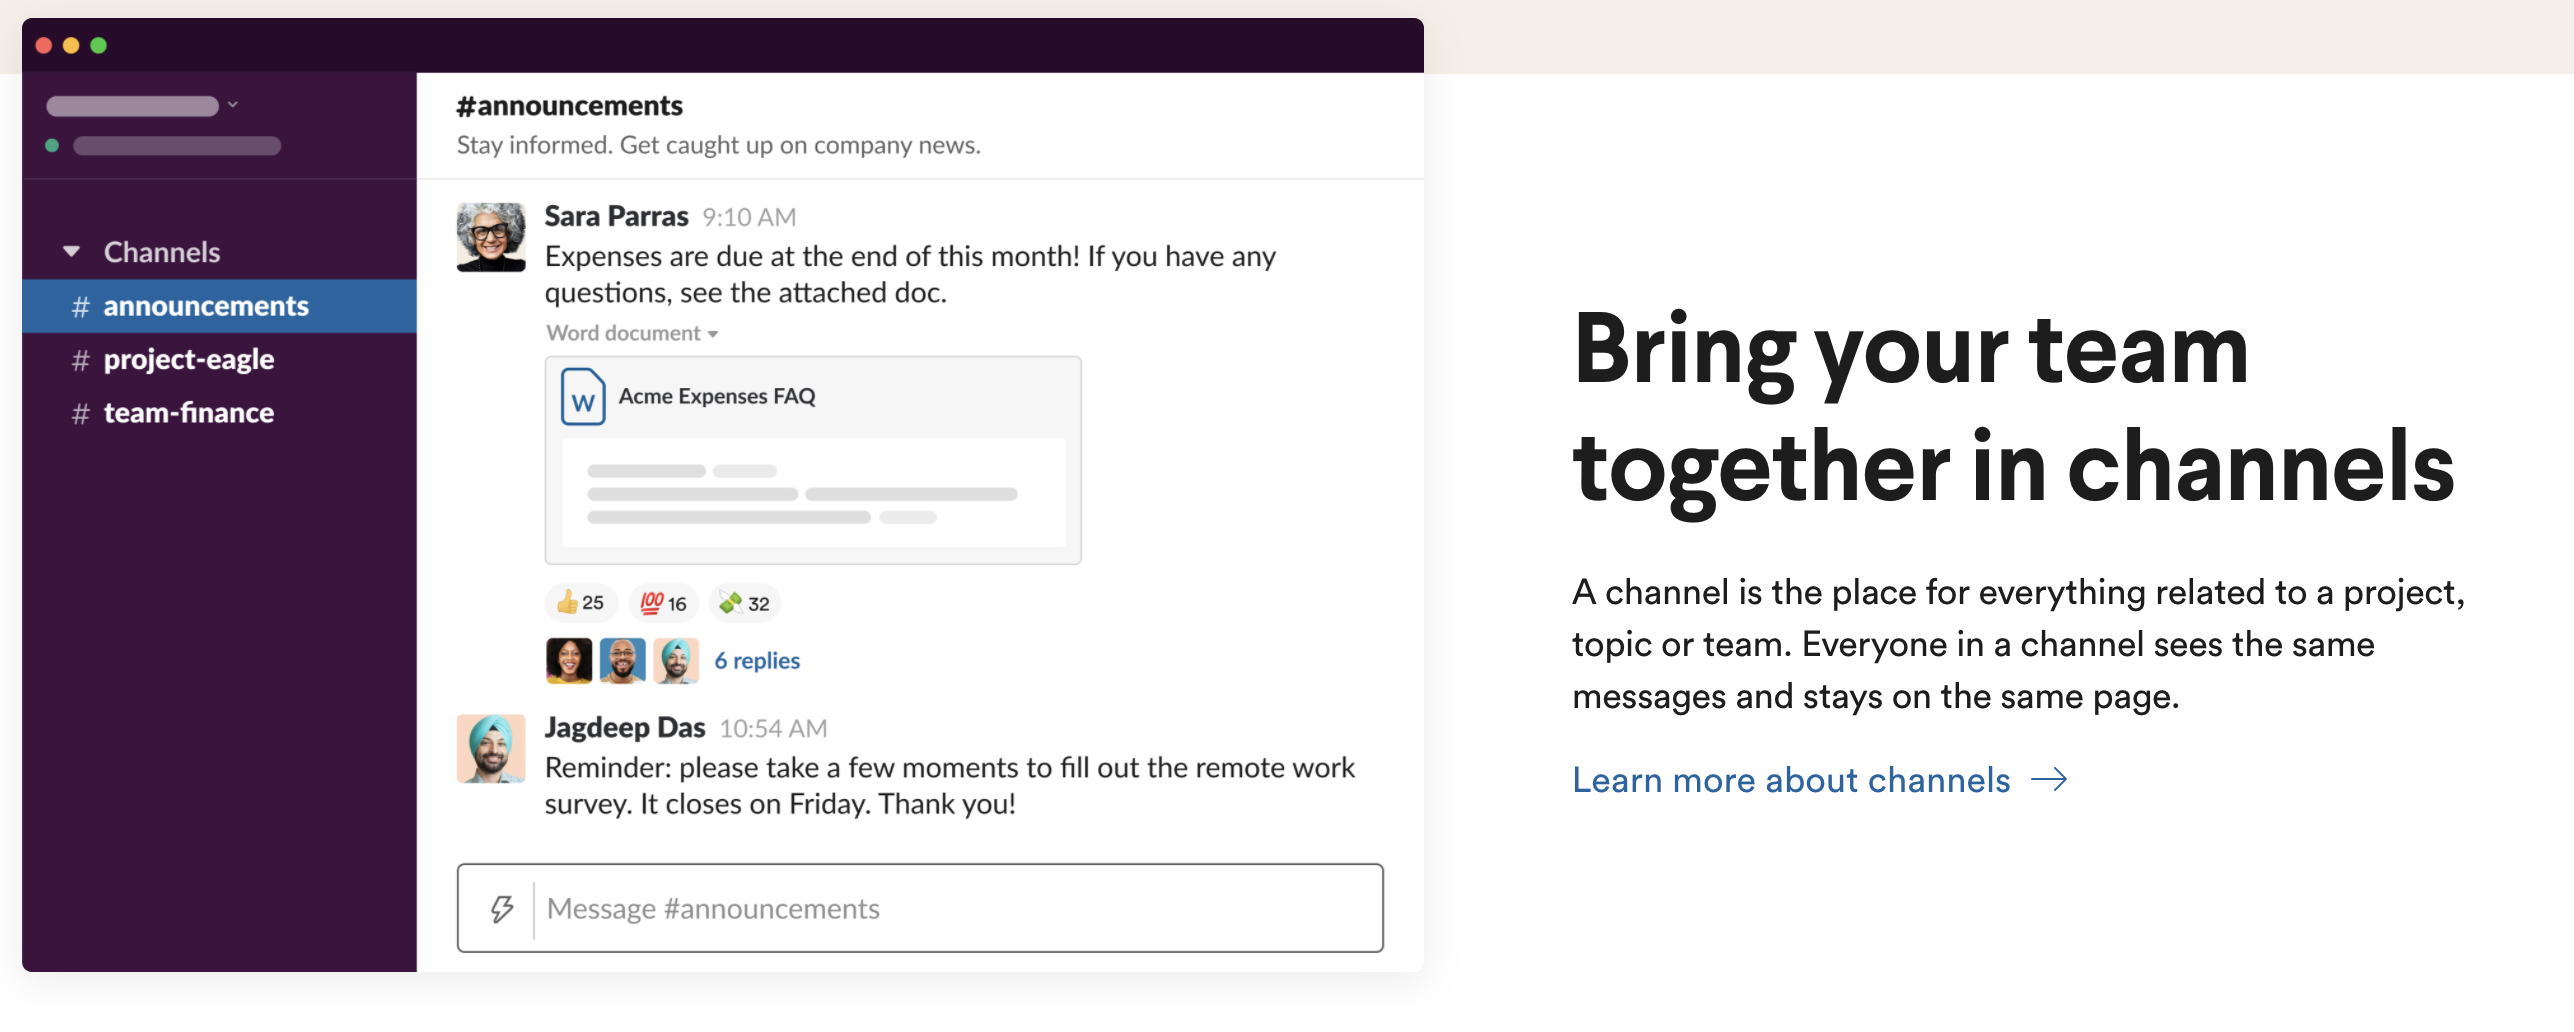 Channels
# announcements
# project-eagle
# team-finance
#announcements
Stay informed. Get caught up on company news.
Sara Parras 9:10 AM
Expenses are due at the end of this month! If you have any
questions, see the attached doc.
Word document
W
Acme Expenses FAQ
👍 25 💯 16 💸 32
6 replies
Jagdeep Das 10:54 AM
Reminder: please take a few moments to fill out the remote work
survey. It closes on Friday. Thank you!
Message #announcements
Bring your team
together in channels
A channel is the place for everything related to a project,
topic or team. Everyone in a channel sees the same
messages and stays on the same page.
Learn more about channels →